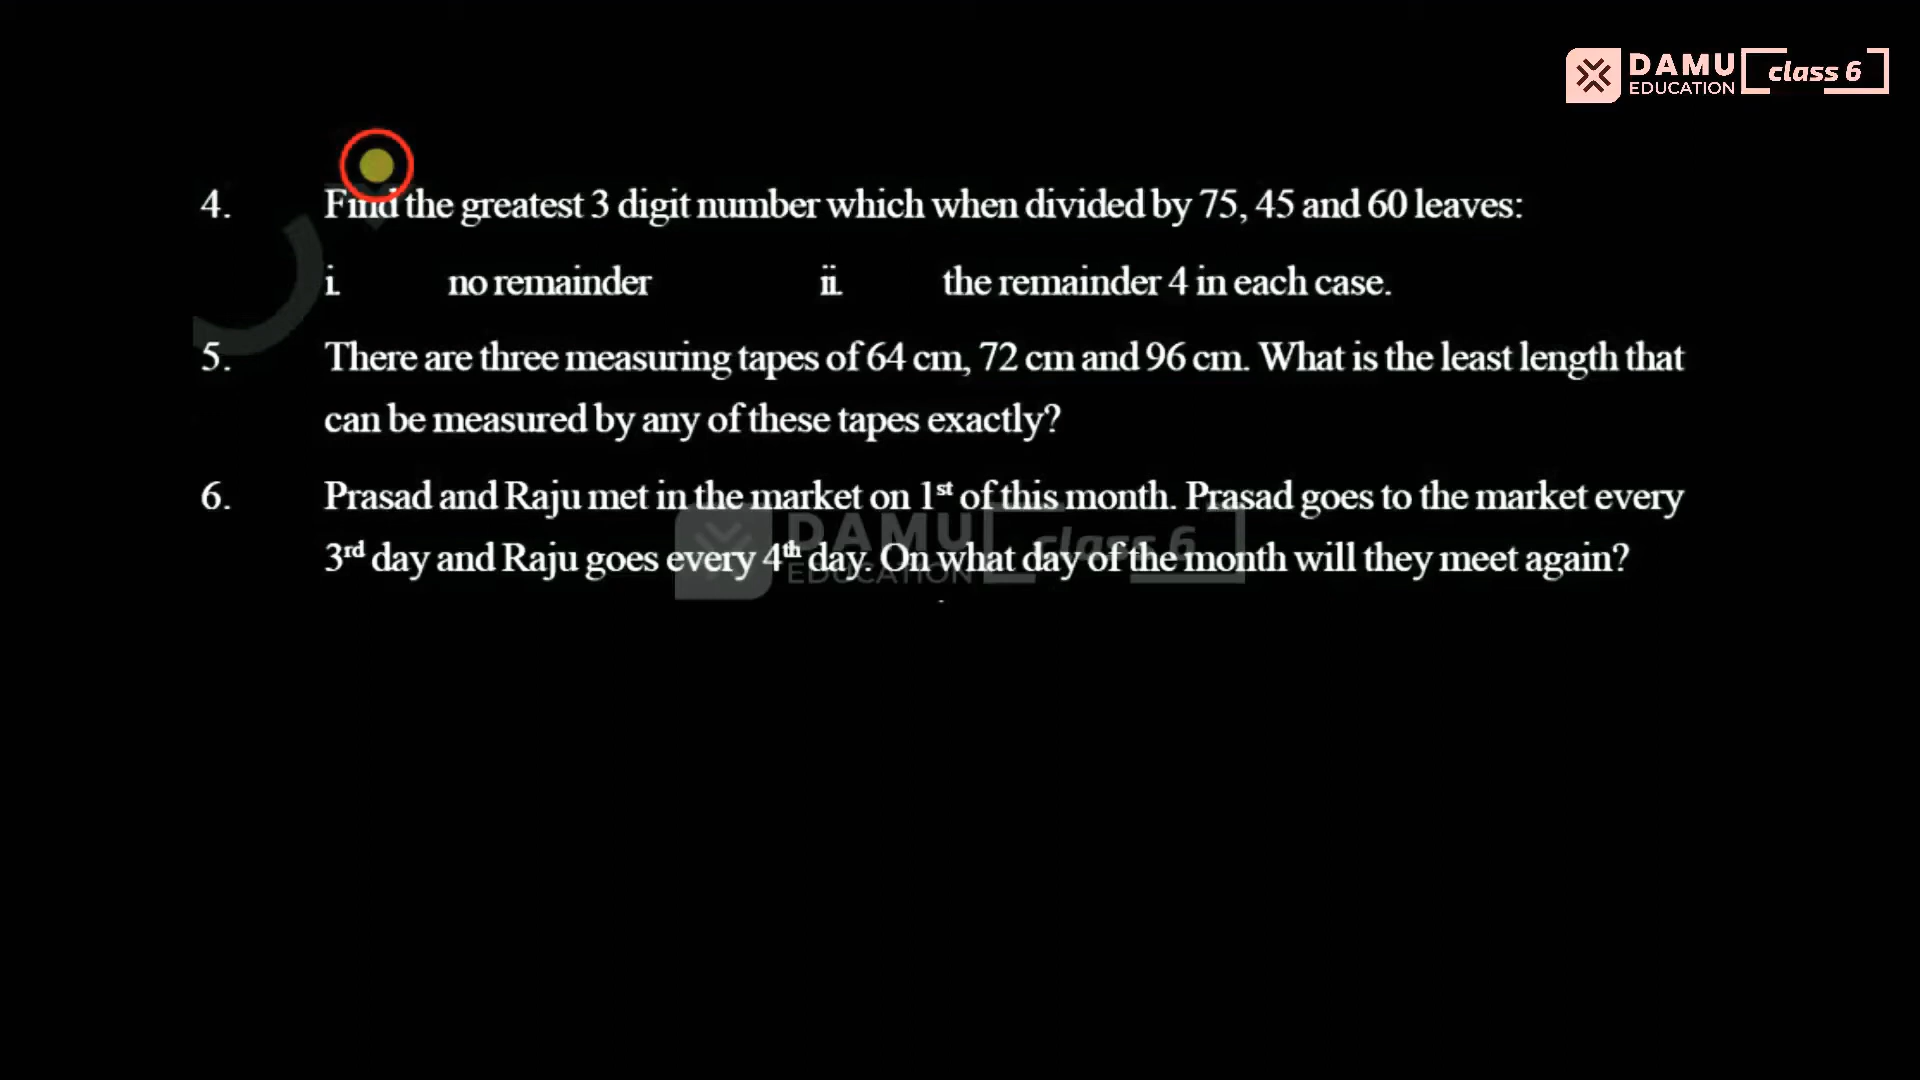 DAMU
EDUCATION
class 6
4. Find the greatest 3 digit number which when divided by 75, 45 and 60 leaves:
i. no remainder ii. the remainder 4 in each case.
5. There are three measuring tapes of 64 cm, 72 cm and 96 cm. What is the least length that
can be measured by any of these tapes exactly?
6. Prasad and Raju met in the market on 1st of this month. Prasad goes to the market every
3rd day and Raju goes every 4th day. On what day of the month will they meet again?
DAMU
EDUCATION
class 6